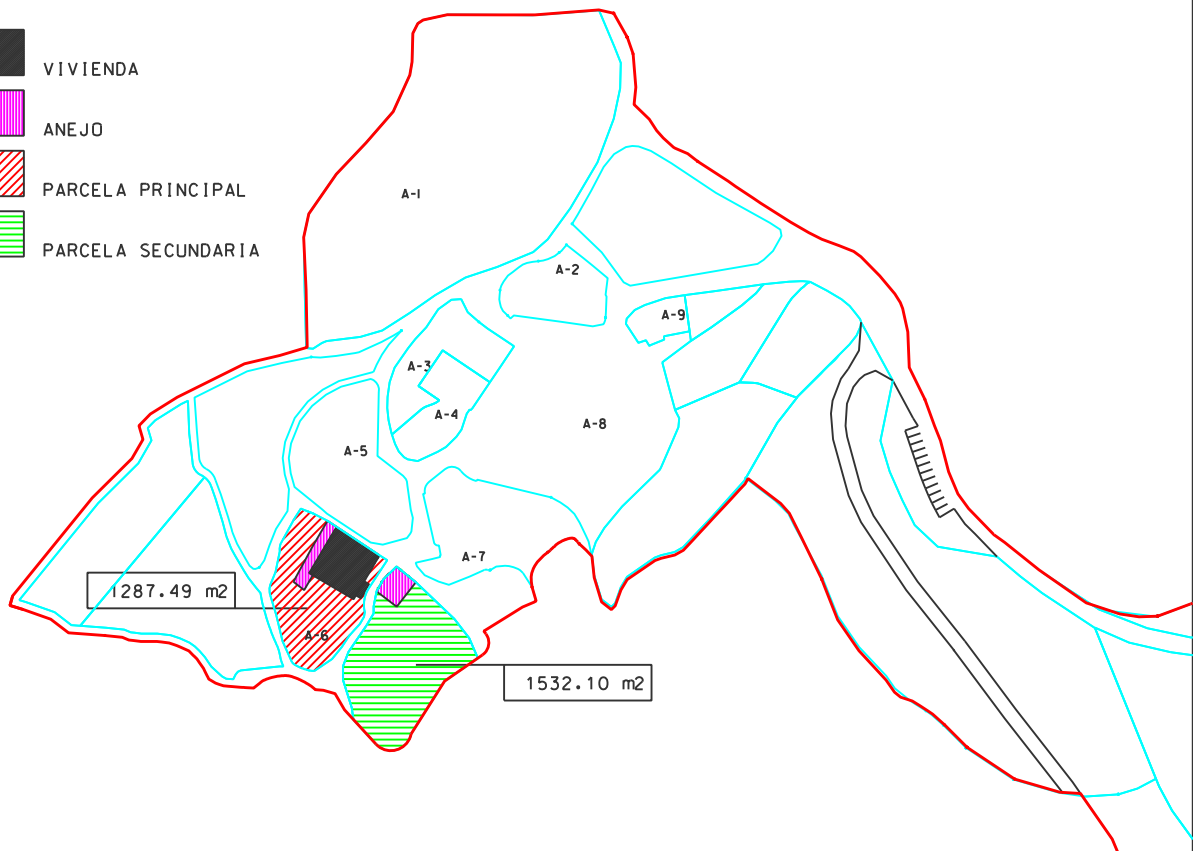 VIVIENDA
ANEJO
PARCELA PRINCIPAL
PARCELA SECUNDARIA
A-1
A-2
A-9
A-3
A-4
A-8
A-5
A-7
1287.49 m2
A-6
1532.10 m2